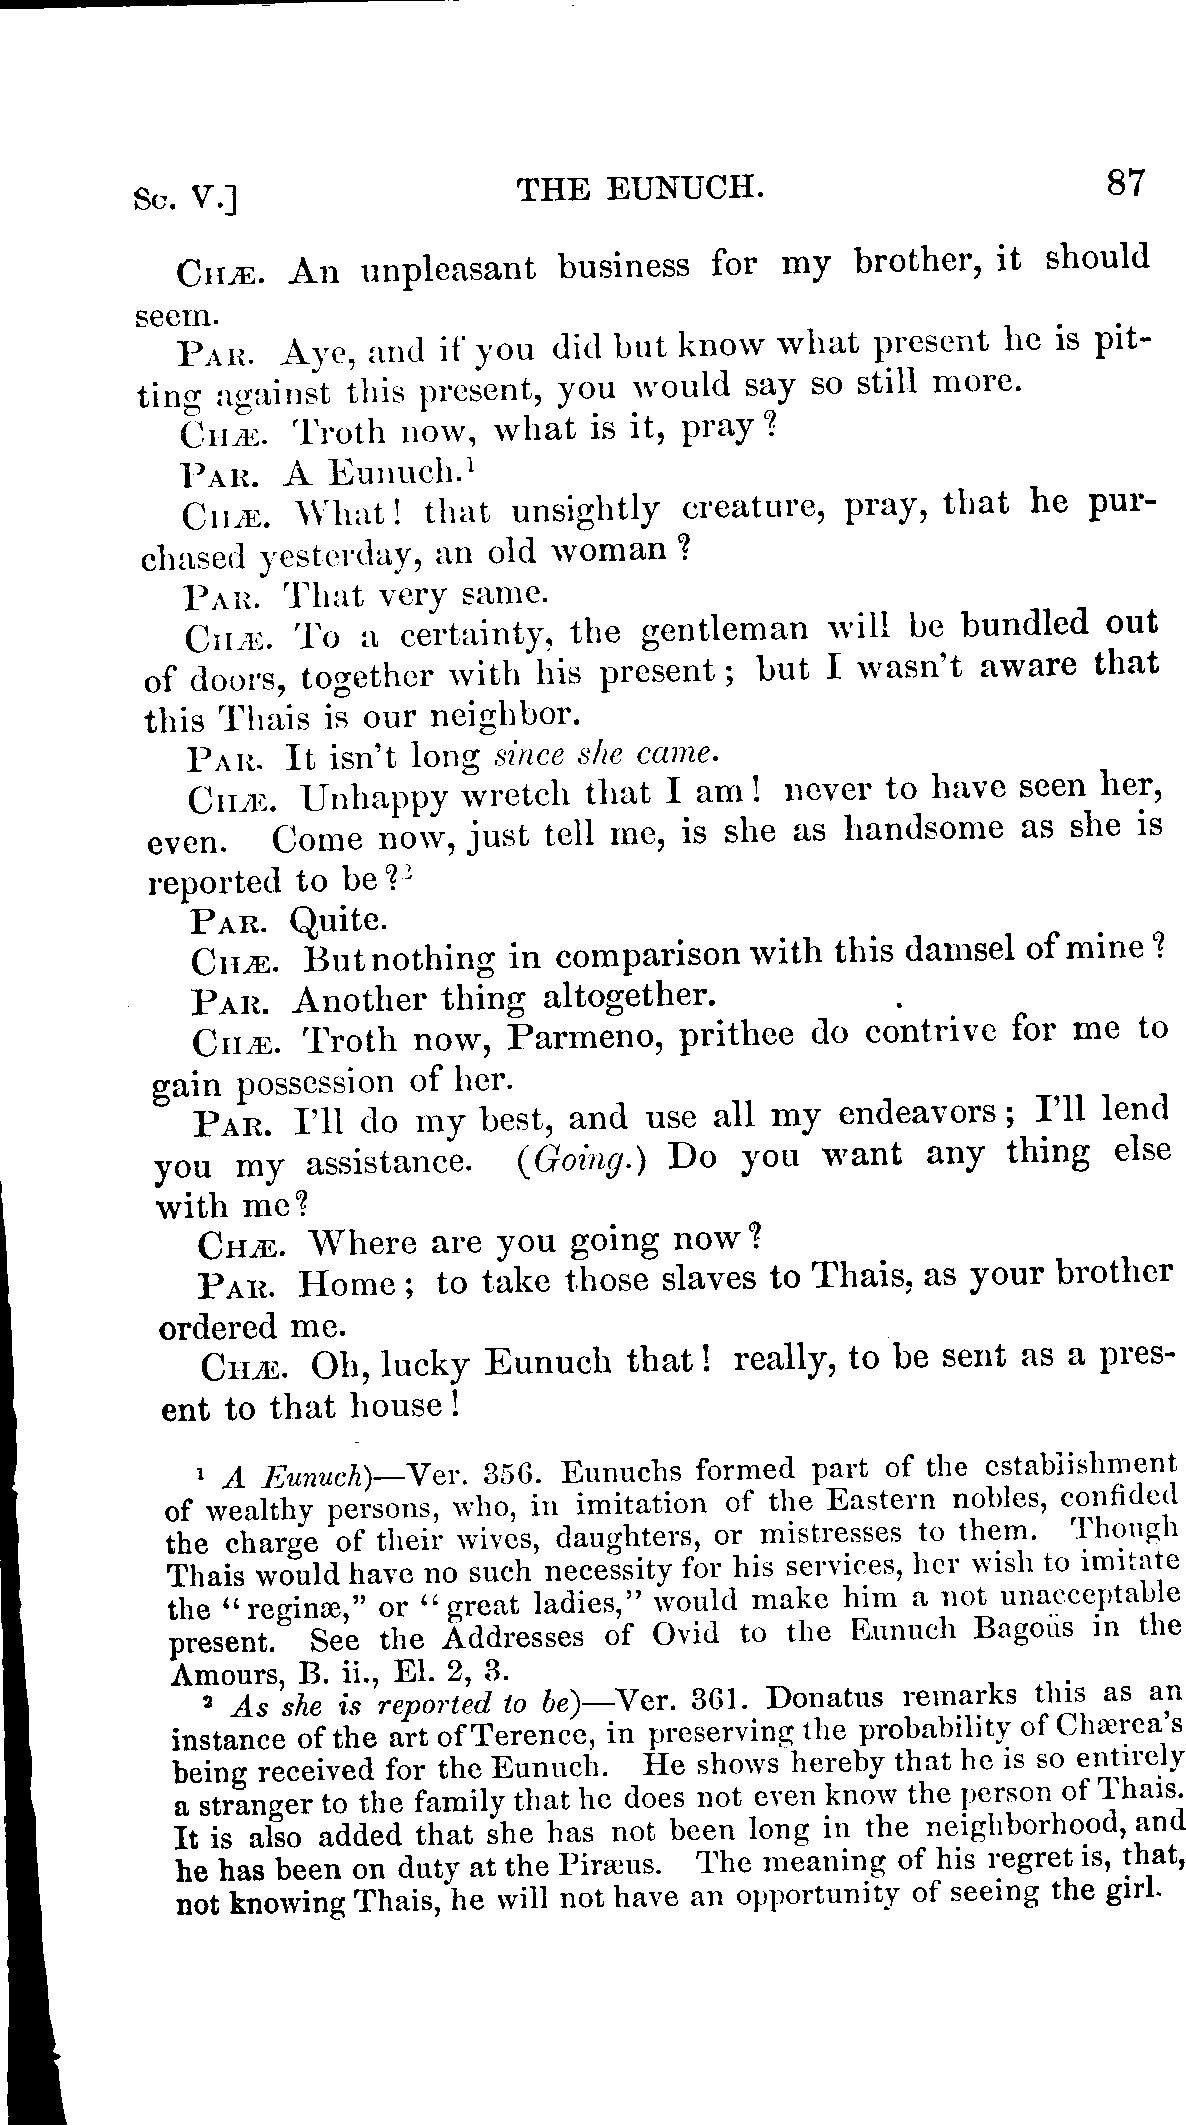 Sc. V.] THE EUNUCH. 87
CHÆ. An unpleasant business for my brother, it should
seem.
PAR. Aye, and if you did but know what present he is pit-
ting against this present, you would say so still more.
CHÆ. Troth now, what is it, pray?
PAR. A Eunuch.¹
CHÆ. What! that unsightly creature, pray, that he pur-
chased yesterday, an old woman?
PAR. That very same.
CHÆ. To a certainty, the gentleman will be bundled out
of doors, together with his present; but I wasn't aware that
this Thais is our neighbor.
PAR. It isn't long since she came.
CHÆ. Unhappy wretch that I am! never to have seen her,
even. Come now, just tell me, is she as handsome as she is
reported to be?²
PAR. Quite.
CHÆ. But nothing in comparison with this damsel of mine?
PAR. Another thing altogether.
CHÆ. Troth now, Parmeno, prithee do contrive for me to
gain possession of her.
PAR. I'll do my best, and use all my endeavors; I'll lend
you my assistance. (Going.) Do you want any thing else
with me?
CHÆ. Where are you going now?
PAR. Home; to take those slaves to Thais, as your brother
ordered me.
CHÆ. Oh, lucky Eunuch that! really, to be sent as a pres-
ent to that house!
¹ A Eunuch)—Ver. 356. Eunuchs formed part of the establishment
of wealthy persons, who, in imitation of the Eastern nobles, confided
the charge of their wives, daughters, or mistresses to them. Though
Thais would have no such necessity for his services, her wish to imitate
the "reginæ," or "great ladies," would make him a not unacceptable
present. See the Addresses of Ovid to the Eunuch Bagoüs in the
Amours, B. ii., El. 2, 3.
² As she is reported to be)—Ver. 361. Donatus remarks this as an
instance of the art of Terence, in preserving the probability of Chærea's
being received for the Eunuch. He shows hereby that he is so entirely
a stranger to the family that he does not even know the person of Thais.
It is also added that she has not been long in the neighborhood, and
he has been on duty at the Piræus. The meaning of his regret is, that,
not knowing Thais, he will not have an opportunity of seeing the girl.